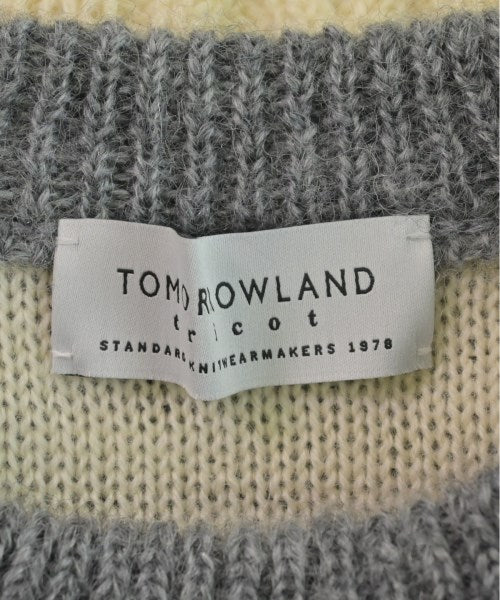 TOMORROWLAND
tricot
STANDARD KNITWEARMAKERS 1978